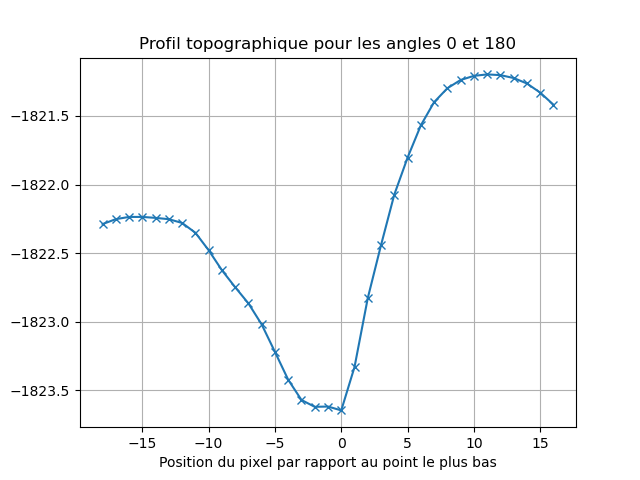 Profil topographique pour les angles 0 et 180
−1821.5
−1822.0
−1822.5
−1823.0
−1823.5
−15 −10 −5 0 5 10 15
Position du pixel par rapport au point le plus bas